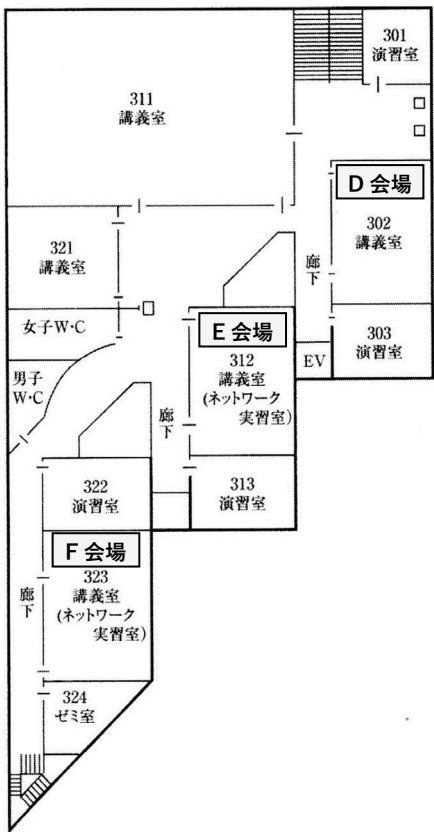 301
演習室
311
講義室
D 会場
302
講義室
321
講義室
廊下
女子W・C
E 会場
303
演習室
312
講義室
(ネットワーク
実習室)
EV
男子
W・C
廊下
322
演習室
313
演習室
F 会場
323
講義室
(ネットワーク
実習室)
廊下
324
ゼミ室